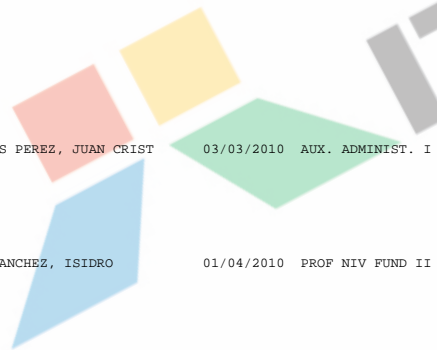 S PEREZ, JUAN CRIST 03/03/2010 AUX. ADMINIST. I
ANCHEZ, ISIDRO 01/04/2010 PROF NIV FUND II